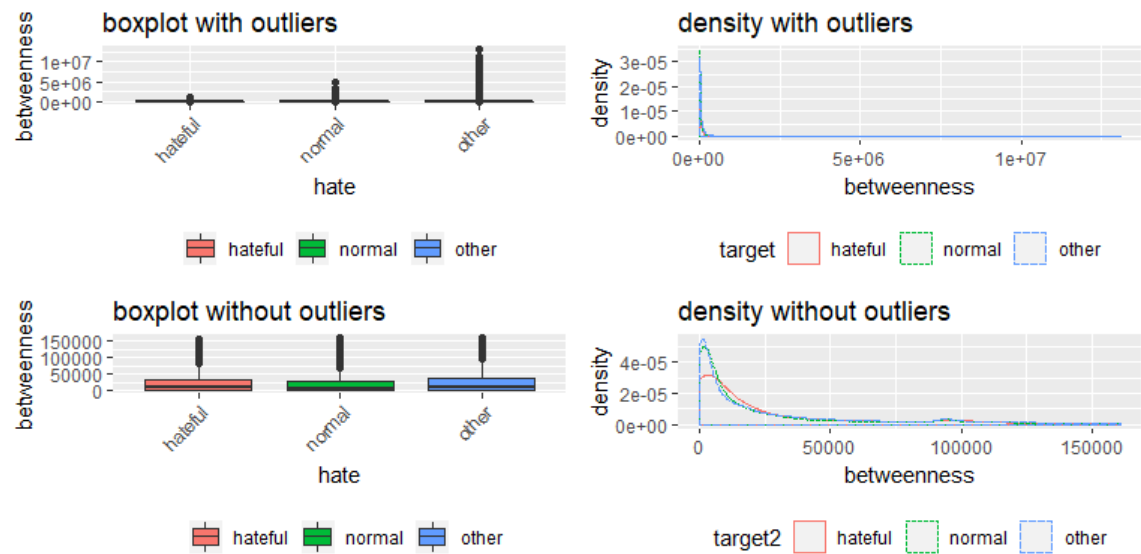 boxplot with outliers
betweenness
1e+07
5e+06
0e+00
hateful
normal
other
hate
hateful normal other
density with outliers
density
3e-05
2e-05
1e-05
0e+00
0e+00 5e+06 1e+07
betweenness
target hateful normal other
boxplot without outliers
betweenness
150000
100000
50000
0
hateful
normal
other
hate
hateful normal other
density without outliers
density
4e-05
2e-05
0e+00
0 50000 100000 150000
betweenness
target2 hateful normal other